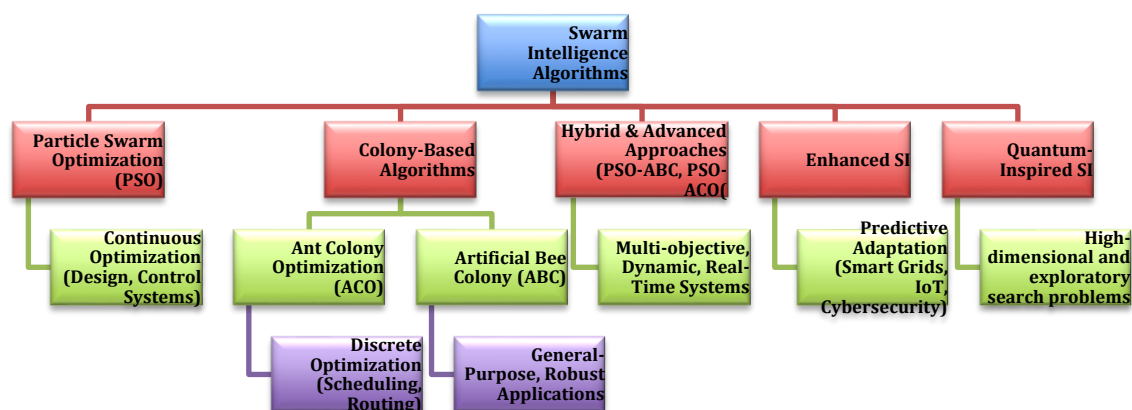 Swarm
Intelligence
Algorithms
Particle Swarm
Optimization
(PSO)
Colony-Based
Algorithms
Hybrid & Advanced
Approaches
(PSO-ABC, PSO-
ACO(
Enhanced SI
Quantum-
Inspired SI
Continuous
Optimization
(Design, Control
Systems)
Ant Colony
Optimization
(ACO)
Artificial Bee
Colony (ABC)
Multi-objective,
Dynamic, Real-
Time Systems
Predictive
Adaptation
(Smart Grids,
IoT,
Cybersecurity)
High-
dimensional and
exploratory
search problems
Discrete
Optimization
(Scheduling,
Routing)
General-
Purpose, Robust
Applications